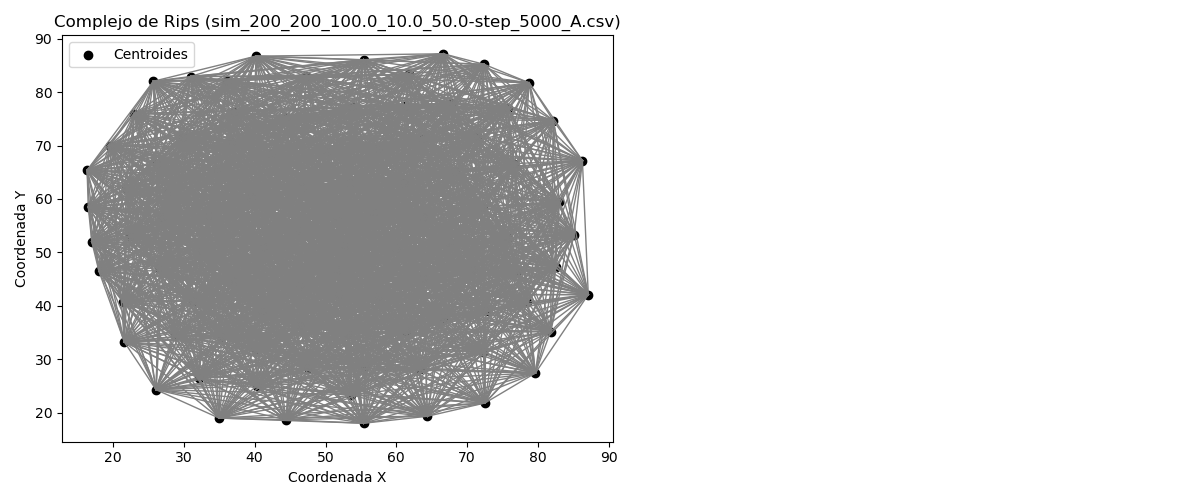 Complejo de Rips (sim_200_200_100.0_10.0_50.0-step_5000_A.csv)
Centroides
Coordenada Y
90
80
70
60
50
40
30
20
20 30 40 50 60 70 80 90
Coordenada X